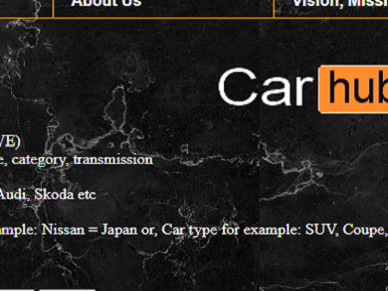 About Us
Vision, Missi
Car hub
VE)
e, category, transmission
Audi, Skoda etc
ample: Nissan = Japan or, Car type for example: SUV, Coupe,